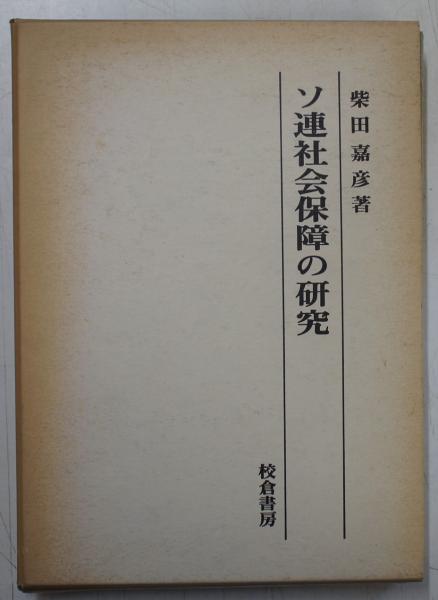 柴田嘉彦著
ソ連社会保障の研究
校倉書房